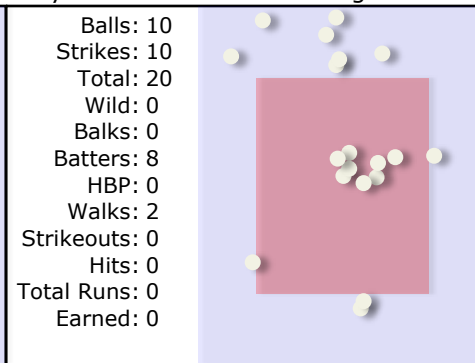 Balls: 10
Strikes: 10
Total: 20
Wild: 0
Balks: 0
Batters: 8
HBP: 0
Walks: 2
Strikeouts: 0
Hits: 0
Total Runs: 0
Earned: 0